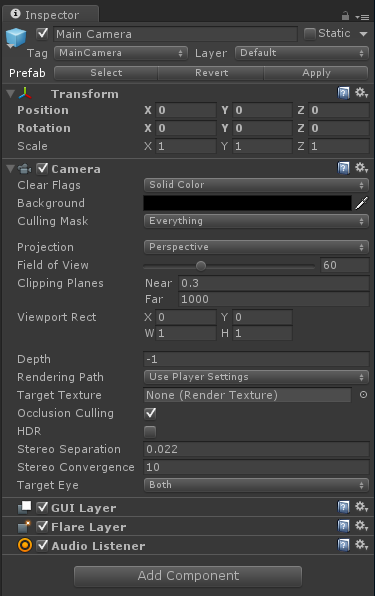 Inspector
Main Camera Static
Tag MainCamera Layer Default
Prefab Select Revert Apply
Transform
Position X 0 Y 0 Z 0
Rotation X 0 Y 0 Z 0
Scale X 1 Y 1 Z 1
Camera
Clear Flags Solid Color
Background
Culling Mask Everything
Projection Perspective
Field of View 60
Clipping Planes Near 0.3
Far 1000
Viewport Rect X 0 Y 0
W 1 H 1
Depth -1
Rendering Path Use Player Settings
Target Texture None (Render Texture)
Occlusion Culling
HDR
Stereo Separation 0.022
Stereo Convergence 10
Target Eye Both
GUI Layer
Flare Layer
Audio Listener
Add Component